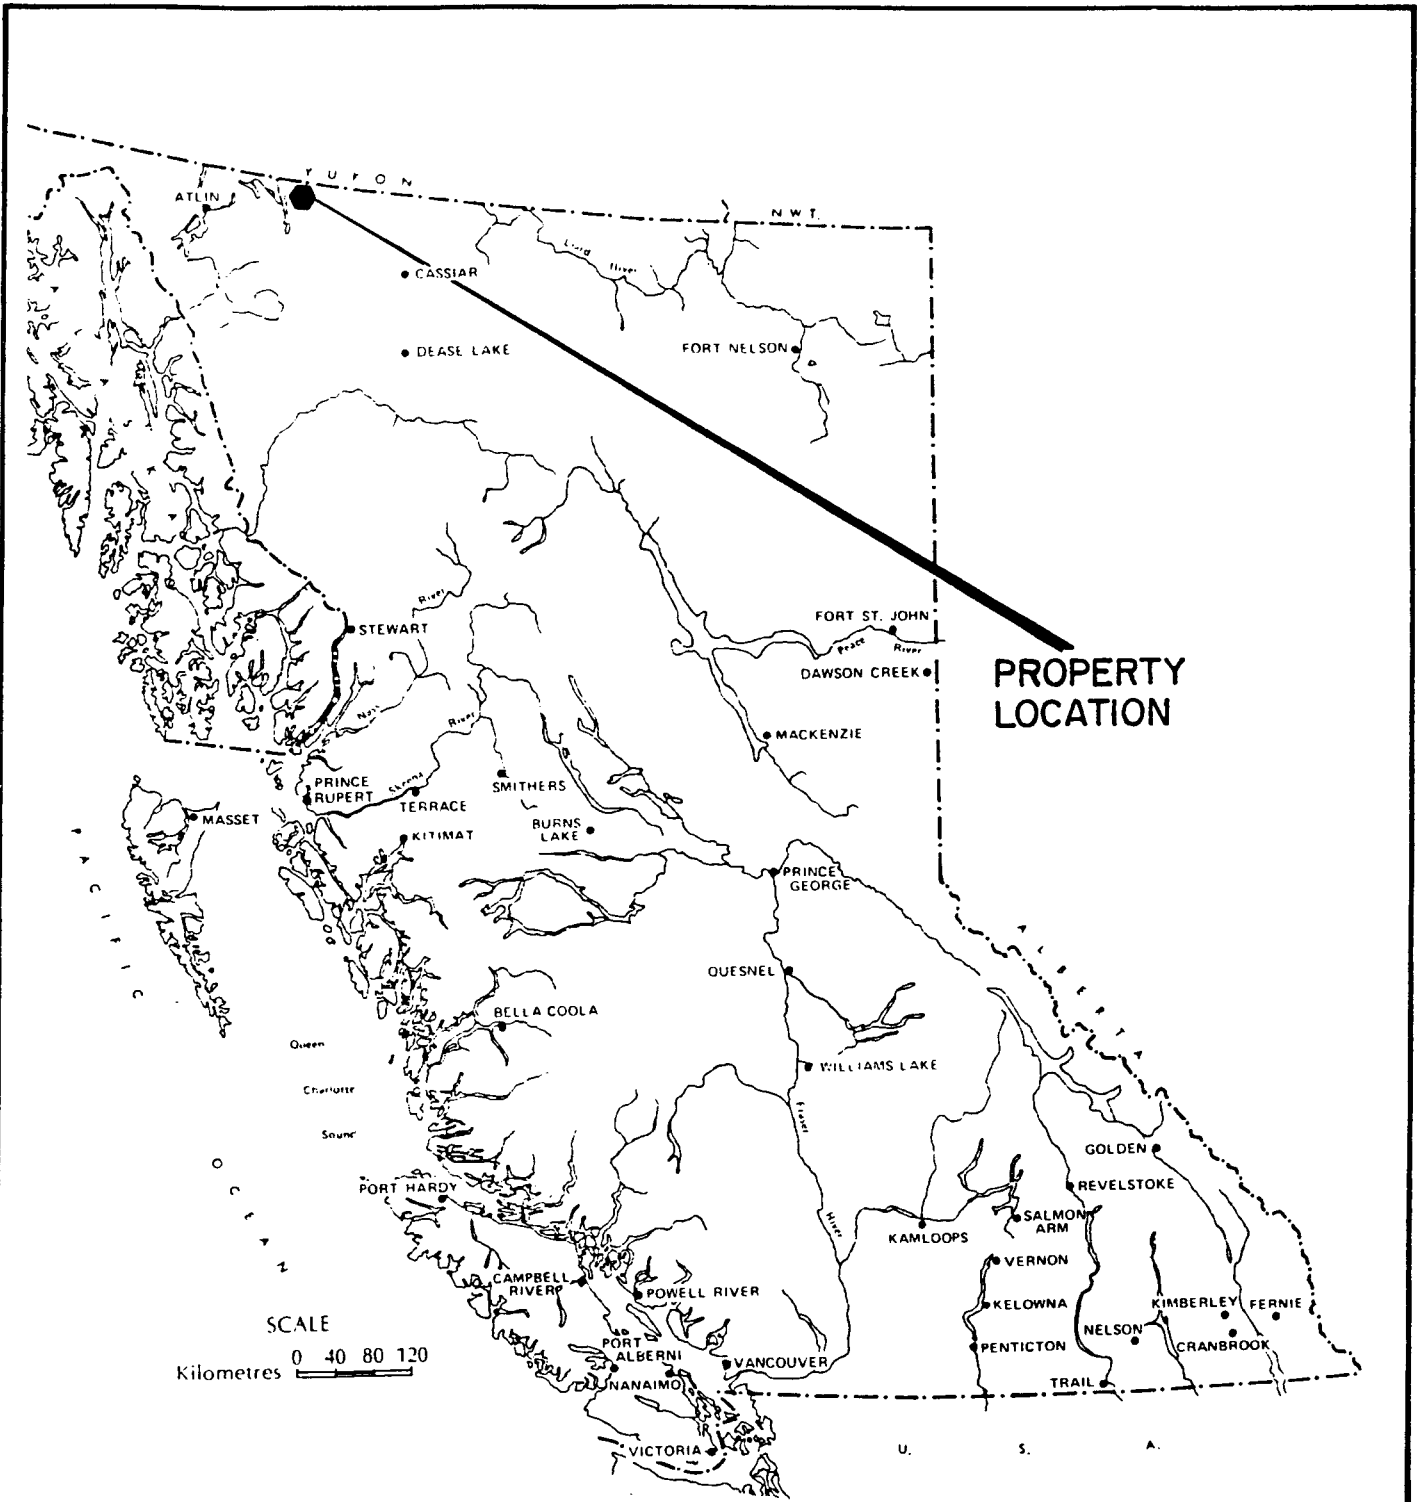 YUKON
ATLIN
N.W.T.
Liard
River
CASSIAR
DEASE LAKE
FORT NELSON
River
STEWART
FORT ST. JOHN
Peace
River
DAWSON CREEK
PROPERTY
LOCATION
Nass
River
MACKENZIE
PRINCE
RUPERT
Skeena
SMITHERS
TERRACE
MASSET
KITIMAT
BURNS
LAKE
PRINCE
GEORGE
PACIFIC
ALBERTA
QUESNEL
BELLA COOLA
Queen
WILLIAMS LAKE
Charlotte
Fraser
Sound
GOLDEN
OCEAN
PORT HARDY
REVELSTOKE
River
SALMON
ARM
KAMLOOPS
VERNON
CAMPBELL
RIVER
POWELL RIVER
KELOWNA
KIMBERLEY
FERNIE
SCALE
NELSON
PORT
ALBERNI
PENTICTON
CRANBROOK
Kilometres 0 40 80 120
VANCOUVER
NANAIMO
TRAIL
VICTORIA
U. S. A.